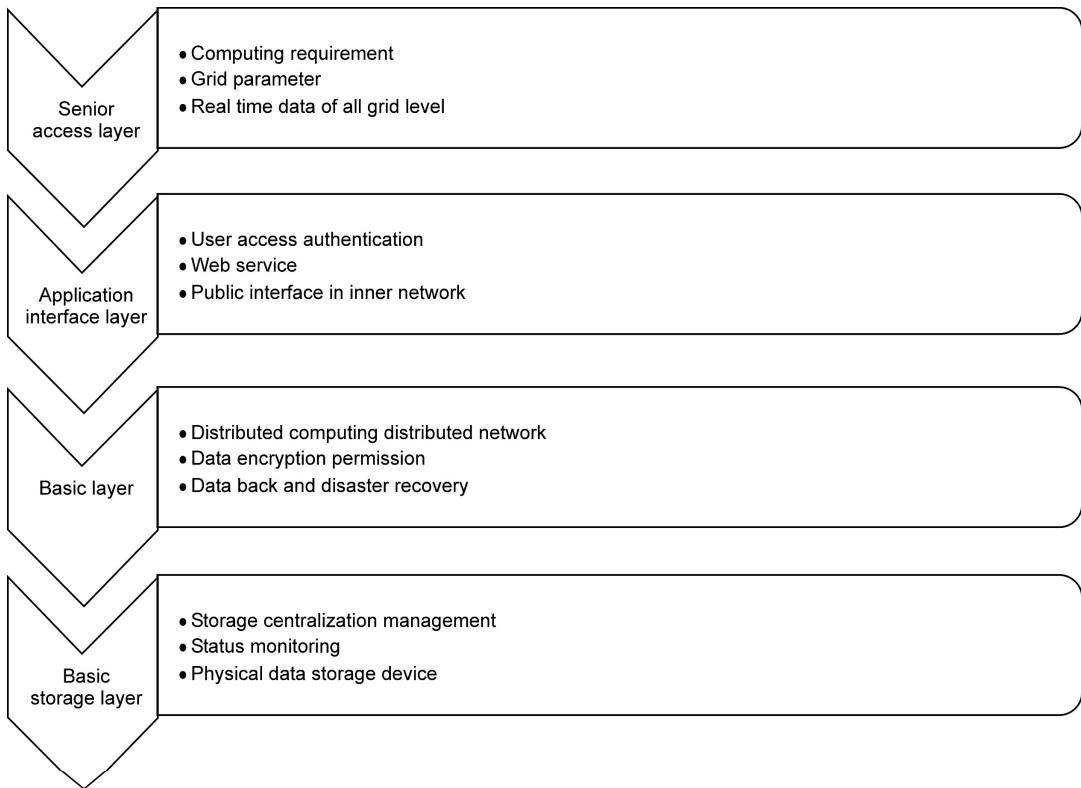 Senior
access layer
• Computing requirement
• Grid parameter
• Real time data of all grid level
Application
interface layer
• User access authentication
• Web service
• Public interface in inner network
Basic layer
• Distributed computing distributed network
• Data encryption permission
• Data back and disaster recovery
Basic
storage layer
• Storage centralization management
• Status monitoring
• Physical data storage device